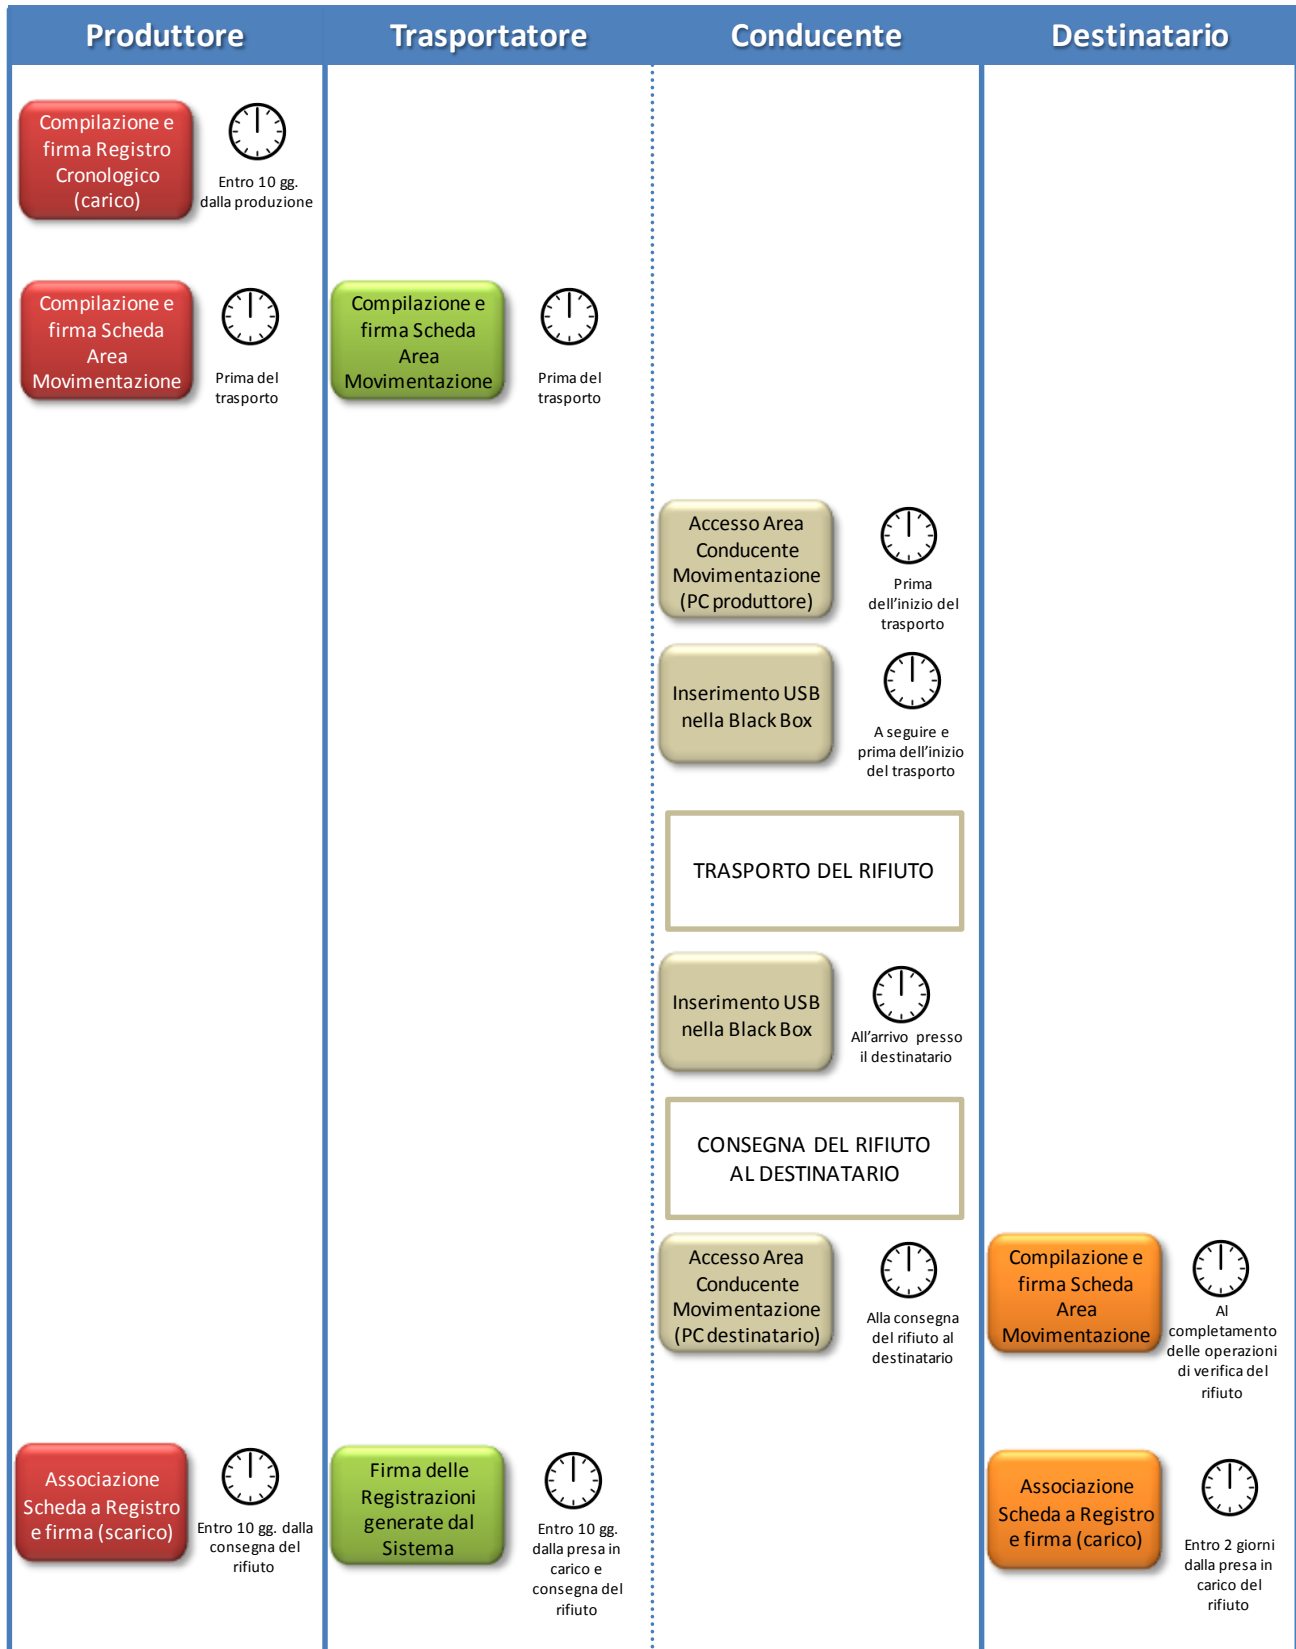 Produttore
Trasportatore
Conducente
Destinatario
Compilazione e
firma Registro
Cronologico
(carico)
Entro 10 gg.
dalla produzione
Compilazione e
firma Scheda
Area
Movimentazione
Prima del
trasporto
Compilazione e
firma Scheda
Area
Movimentazione
Prima del
trasporto
Accesso Area
Conducente
Movimentazione
(PC produttore)
Prima
dell’inizio del
trasporto
Inserimento USB
nella Black Box
A seguire e
prima dell’inizio
del trasporto
TRASPORTO DEL RIFIUTO
Inserimento USB
nella Black Box
All’arrivo presso
il destinatario
CONSEGNA DEL RIFIUTO
AL DESTINATARIO
Accesso Area
Conducente
Movimentazione
(PC destinatario)
Alla consegna
del rifiuto al
destinatario
Compilazione e
firma Scheda
Area
Movimentazione
Al
completamento
delle operazioni
di verifica del
rifiuto
Associazione
Scheda a Registro
e firma (scarico)
Entro 10 gg. dalla
consegna del
rifiuto
Firma delle
Registrazioni
generate dal
Sistema
Entro 10 gg.
dalla presa in
carico e
consegna del
rifiuto
Associazione
Scheda a Registro
e firma (carico)
Entro 2 giorni
dalla presa in
carico del
rifiuto